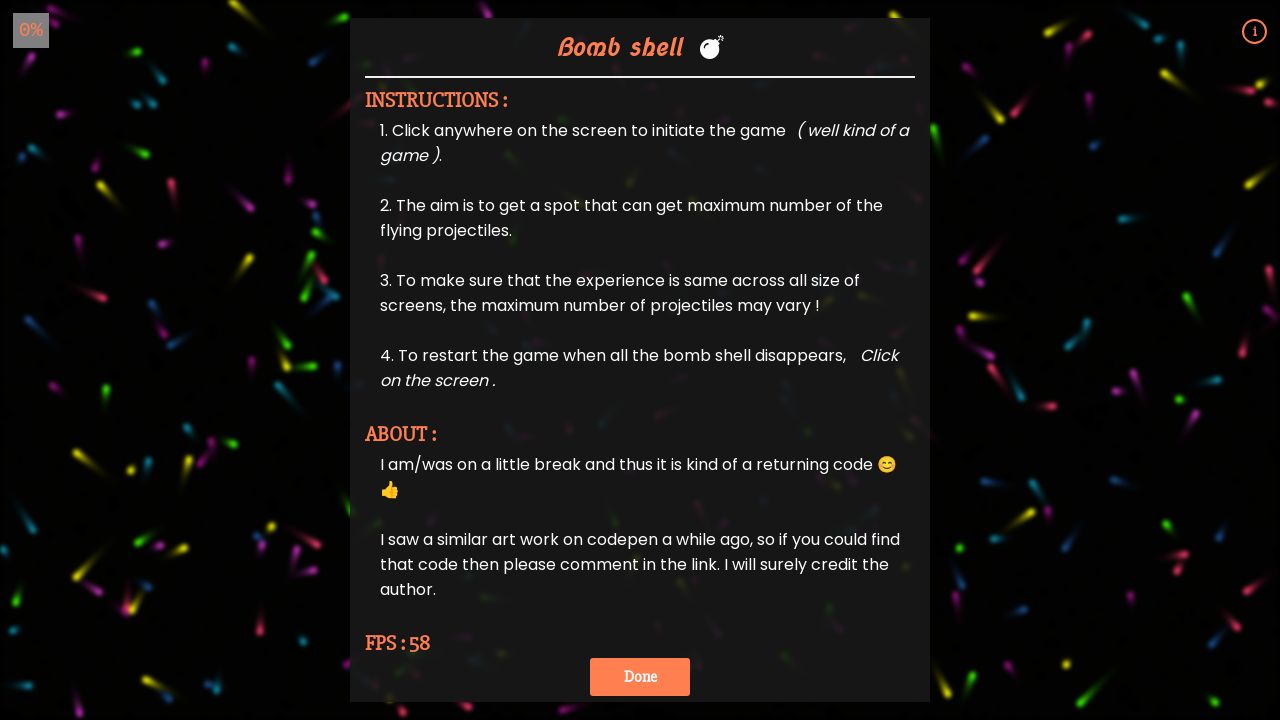 0%
i
Bomb shell 💣
INSTRUCTIONS :
1. Click anywhere on the screen to initiate the game ( well kind of a
game ).
2. The aim is to get a spot that can get maximum number of the
flying projectiles.
3. To make sure that the experience is same across all size of
screens, the maximum number of projectiles may vary !
4. To restart the game when all the bomb shell disappears, Click
on the screen .
ABOUT :
I am/was on a little break and thus it is kind of a returning code 😊
👍
I saw a similar art work on codepen a while ago, so if you could find
that code then please comment in the link. I will surely credit the
author.
FPS : 58
Done